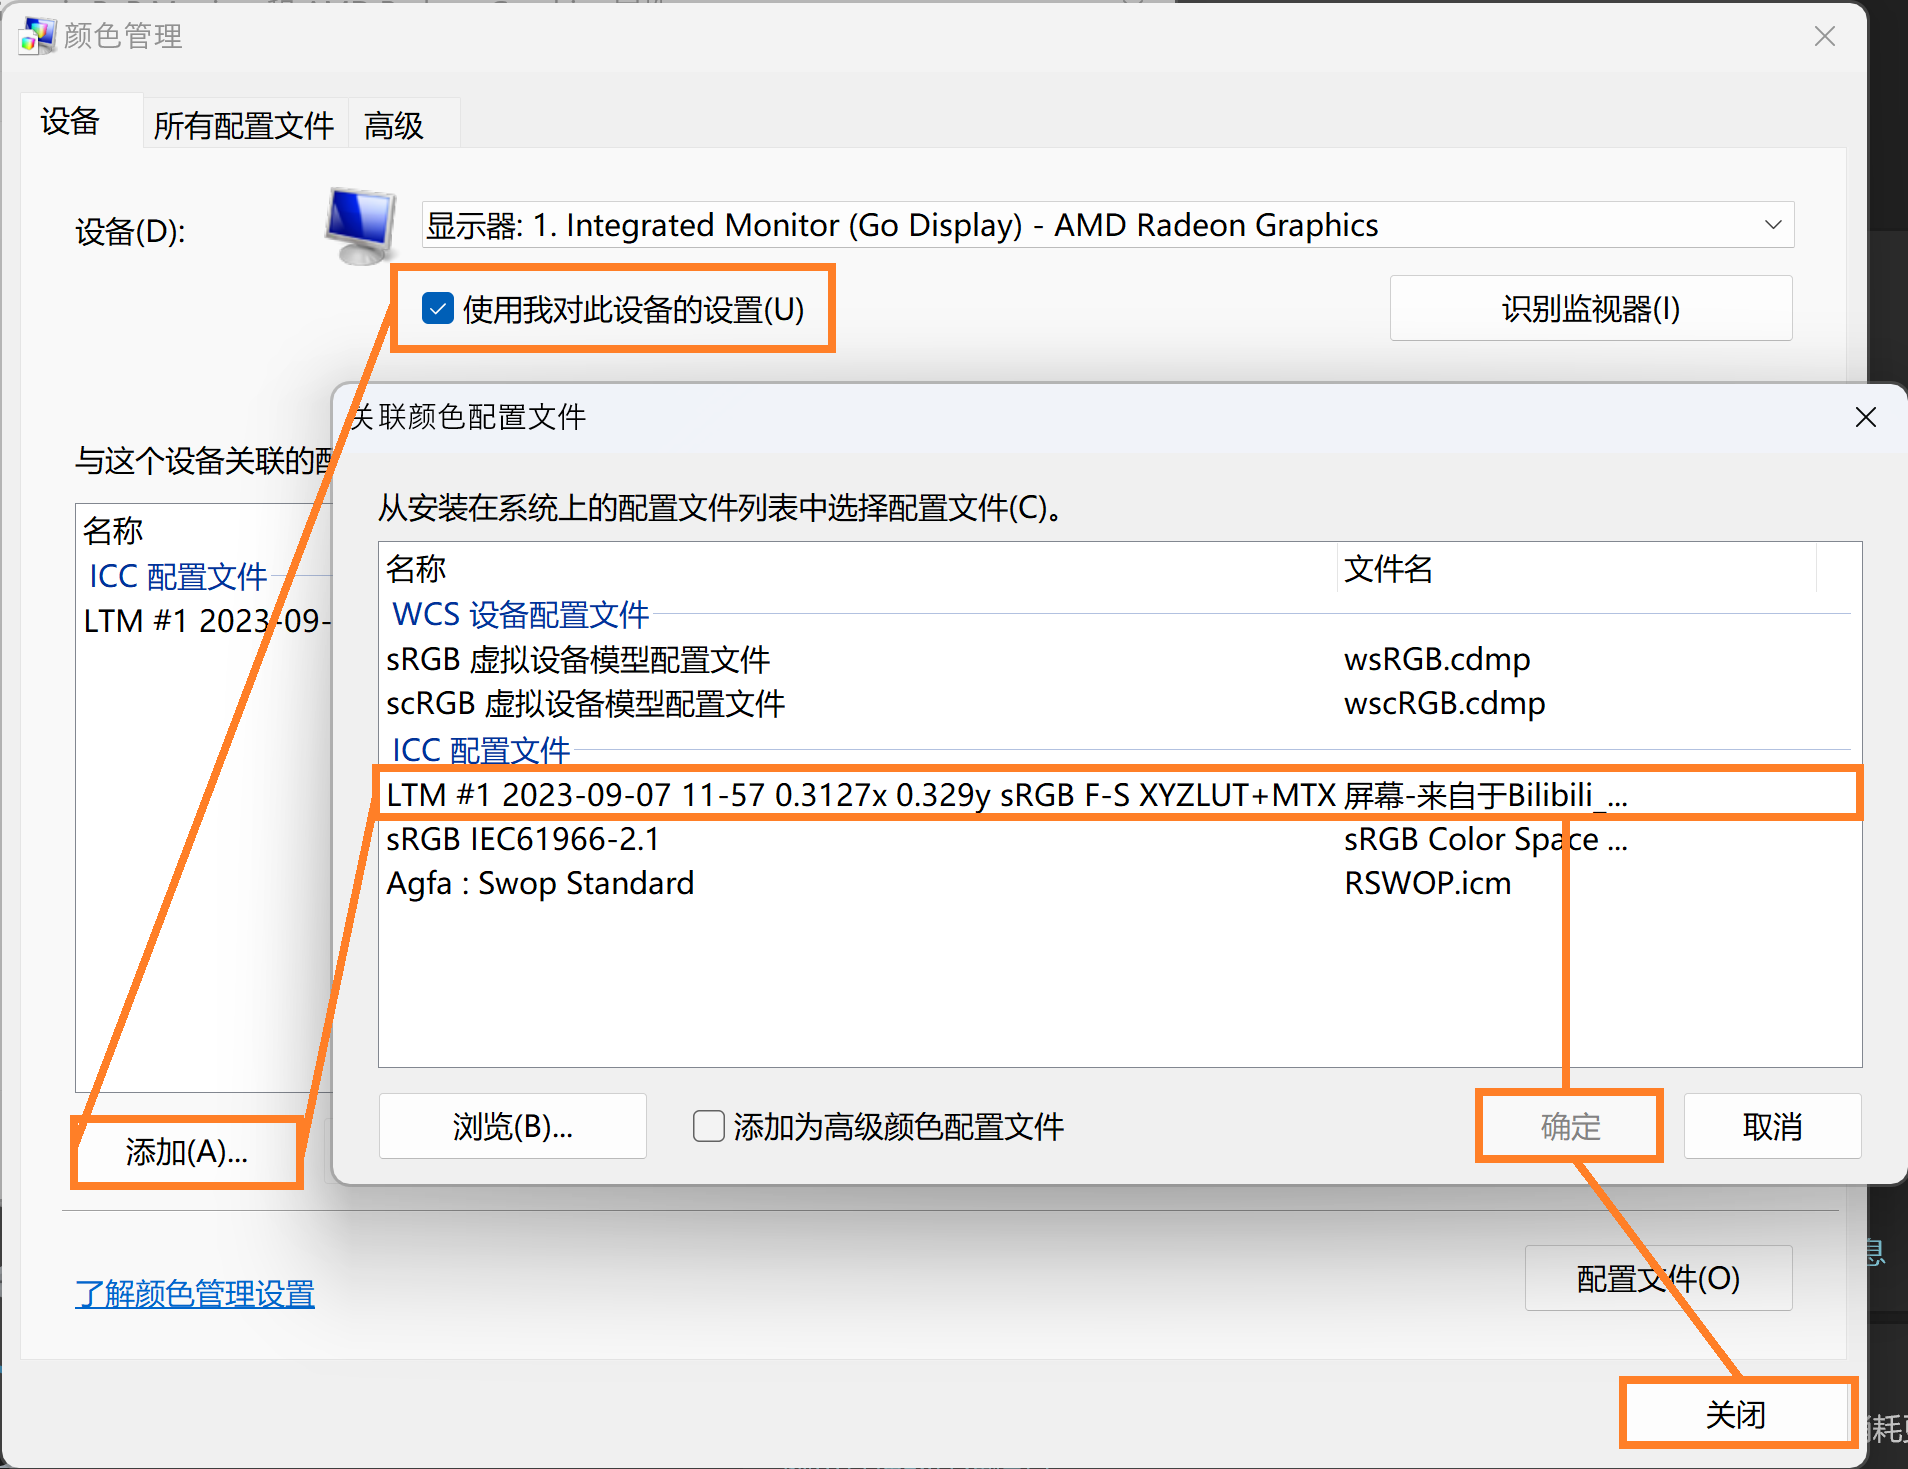 颜色管理
设备
所有配置文件
高级
设备(D):
显示器: 1. Integrated Monitor (Go Display) - AMD Radeon Graphics
使用我对此设备的设置(U)
识别监视器(I)
与这个设备关联的
名称
ICC 配置文件
LTM #1 2023-09-
添加(A)...
关联颜色配置文件
从安装在系统上的配置文件列表中选择配置文件(C)。
名称 文件名
WCS 设备配置文件
sRGB 虚拟设备模型配置文件 wsRGB.cdmp
scRGB 虚拟设备模型配置文件 wscRGB.cdmp
ICC 配置文件
LTM #1 2023-09-07 11-57 0.3127x 0.329y sRGB F-S XYZLUT+MTX 屏幕-来自于Bilibili_...
sRGB IEC61966-2.1 sRGB Color Space ...
Agfa : Swop Standard RSWOP.icm
浏览(B)...
添加为高级颜色配置文件
确定
取消
了解颜色管理设置
配置文件(O)
关闭
息
耗